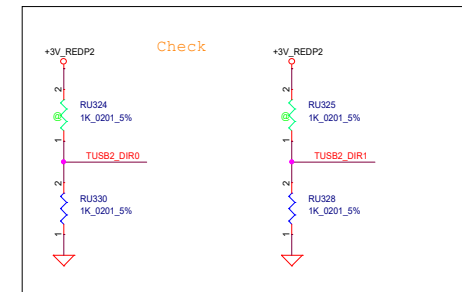 Check
+3V_REDP2
+3V_REDP2
2
RU324
@
1K_0201_5%
1
TUSB2_DIR0
2
RU330
1K_0201_5%
1
2
RU325
@
1K_0201_5%
1
TUSB2_DIR1
2
RU328
1K_0201_5%
1